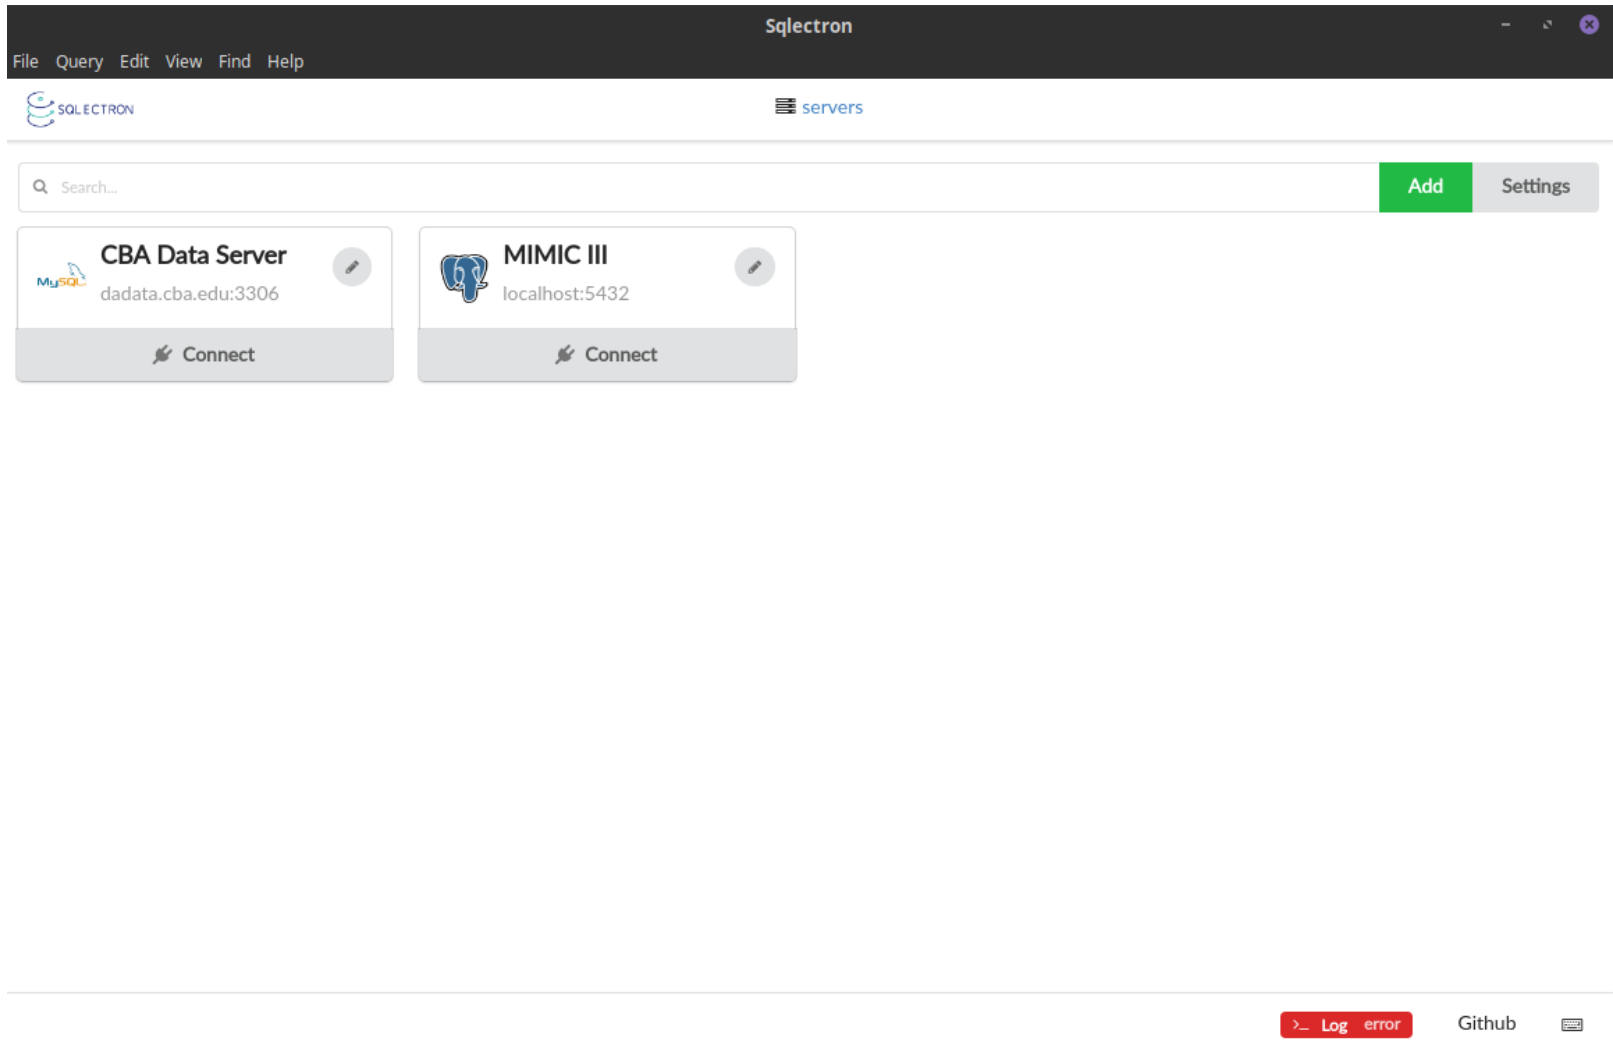 Sqlectron
File Query Edit View Find Help
SQLECTRON
servers
Search...
Add
Settings
MySQL
CBA Data Server
dadata.cba.edu:3306
Connect
MIMIC III
localhost:5432
Connect
>_ Log error
Github